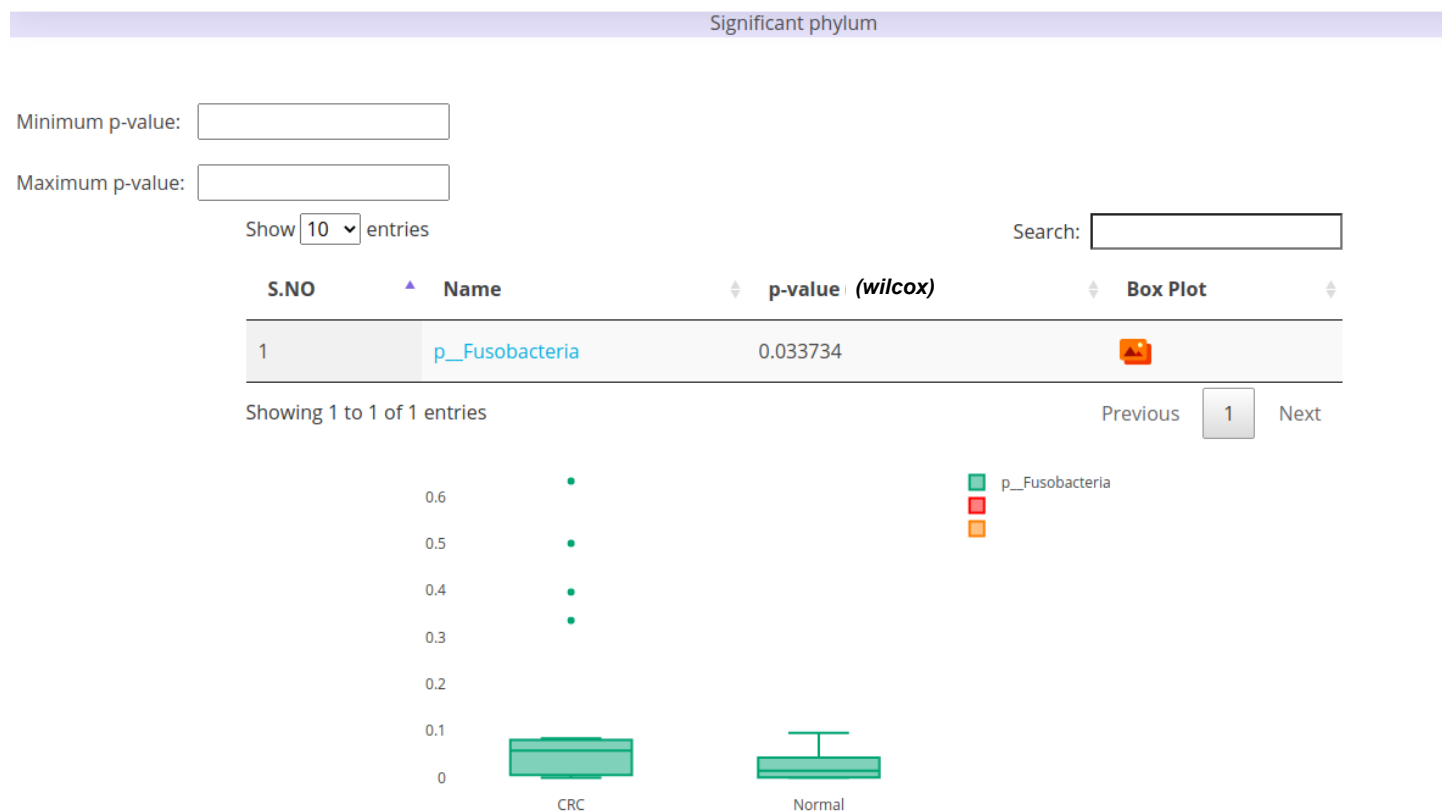 Significant phylum
Minimum p-value:
Maximum p-value:
Show 10 entries
Search:
S.NO Name p-value (wilcox) Box Plot
1 p__Fusobacteria 0.033734
Showing 1 to 1 of 1 entries
Previous 1 Next
p__Fusobacteria
0.6
0.5
0.4
0.3
0.2
0.1
0
CRC Normal